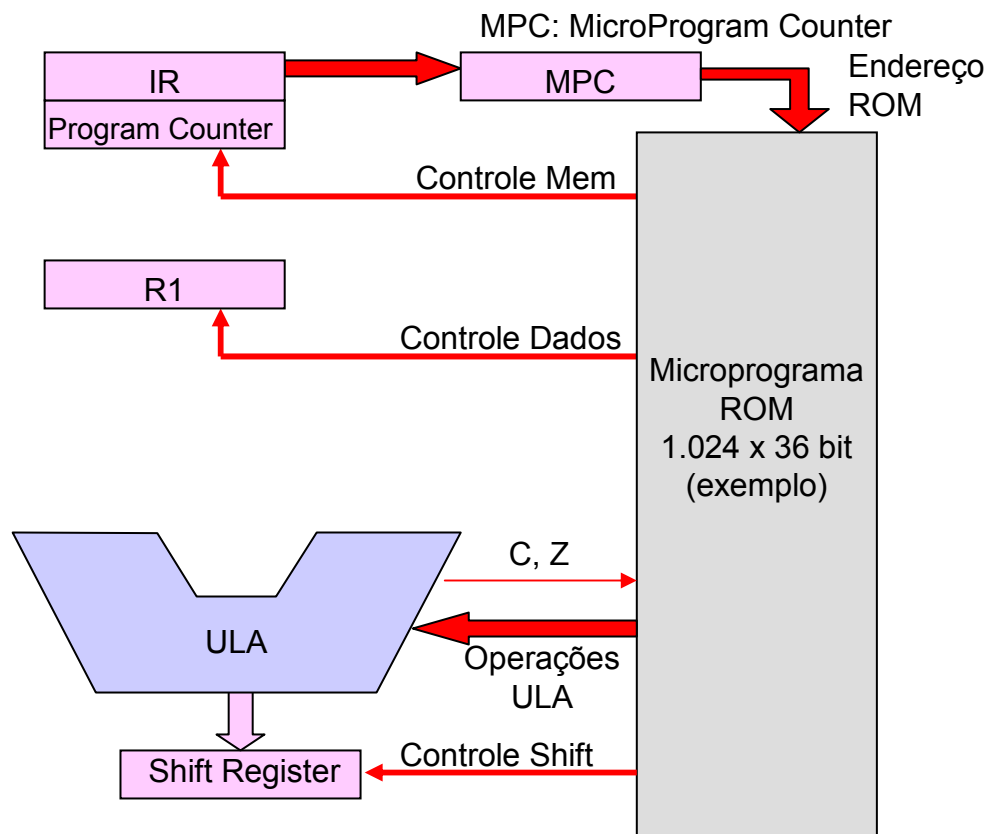 MPC: MicroProgram Counter
IR
MPC
Endereço
ROM
Program Counter
Controle Mem
R1
Controle Dados
Microprograma
ROM
1.024 x 36 bit
(exemplo)
C, Z
ULA
Operações
ULA
Controle Shift
Shift Register